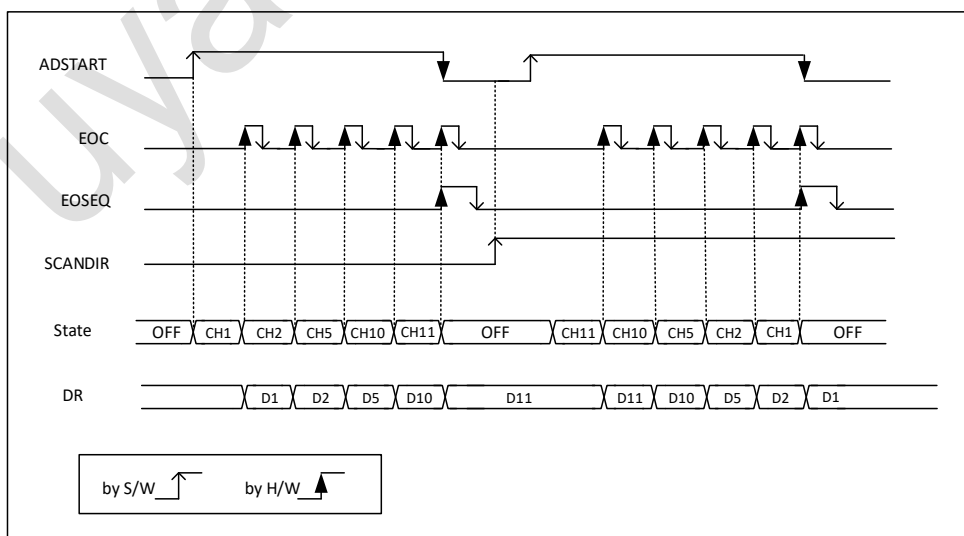 uya
ADSTART
EOC
EOSEQ
SCANDIR
State OFF CH1 CH2 CH5 CH10 CH11 OFF CH11 CH10 CH5 CH2 CH1 OFF
DR D1 D2 D5 D10 D11 D11 D10 D5 D2 D1
by S/W by H/W